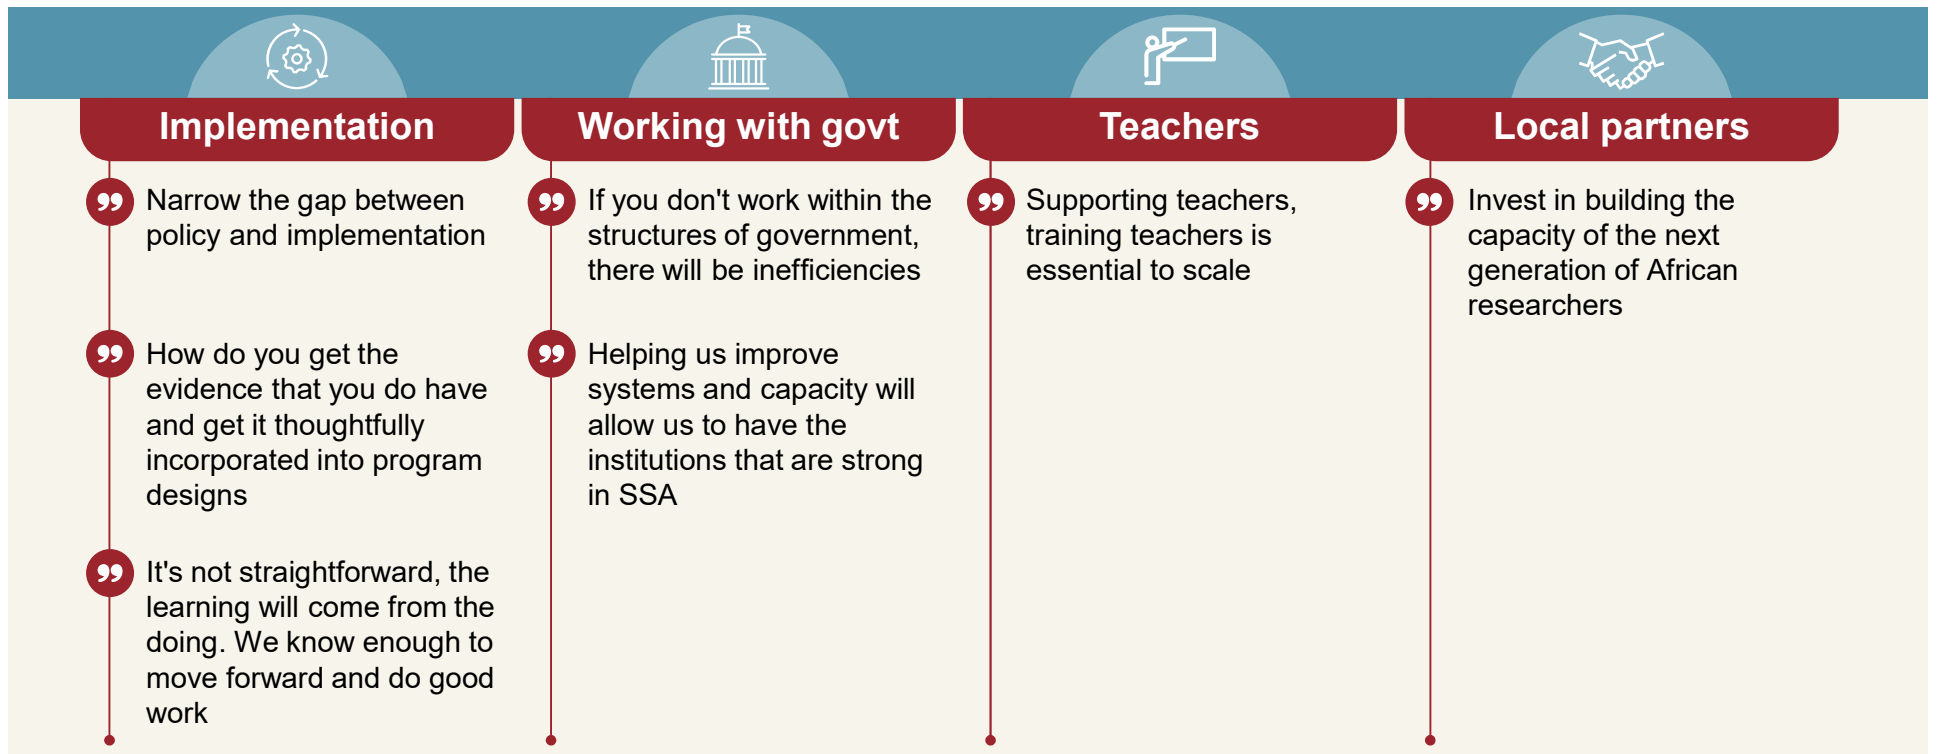 Implementation
Narrow the gap between
policy and implementation
How do you get the
evidence that you do have
and get it thoughtfully
incorporated into program
designs
It's not straightforward, the
learning will come from the
doing. We know enough to
move forward and do good
work
Working with govt
If you don't work within the
structures of government,
there will be inefficiencies
Helping us improve
systems and capacity will
allow us to have the
institutions that are strong
in SSA
Teachers
Supporting teachers,
training teachers is
essential to scale
Local partners
Invest in building the
capacity of the next
generation of African
researchers